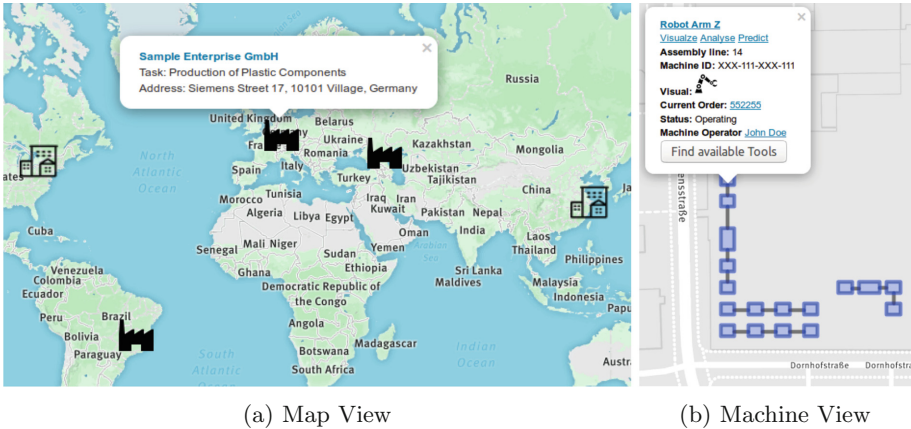 Sample Enterprise GmbH
Task: Production of Plastic Components
Address: Siemens Street 17, 10101 Village, Germany
Russia
United Kingdom
Belarus
Ukraine
Kazakhstan
Mongolia
Romania
Spain
Italy
Turkey
Uzbekistan
Tajikistan
China
North
Atlantic
Ocean
Morocco
Tunisia
Iraq
Iran
Kuwait
Algeria
Libya
Egypt
Pakistan
Nepal
Cuba
Oman
India
Laos
Mali
Niger
Yemen
Arabian
Sea
Thailand
Senegal
Sudan
Philippines
Ghana
Ethiopia
Sri Lanka
Maldives
Malaysia
Venezuela
Colombia
Ecuador
Democratic Republic of
the Congo
Indonesia
Peru
Brazil
Angola
Bolivia
Madagascar
Paraguay
Botswana
South
Atlantic
Ocean
Indian
Ocean
South Africa
Robot Arm Z
Visualze Analyse Predict
Assembly line: 14
Machine ID: XXX-111-XXX-111
Visual:
Current Order: 552255
Status: Operating
Machine Operator John Doe
Find available Tools
ensstraße
Dornhofstraße
(a) Map View
(b) Machine View